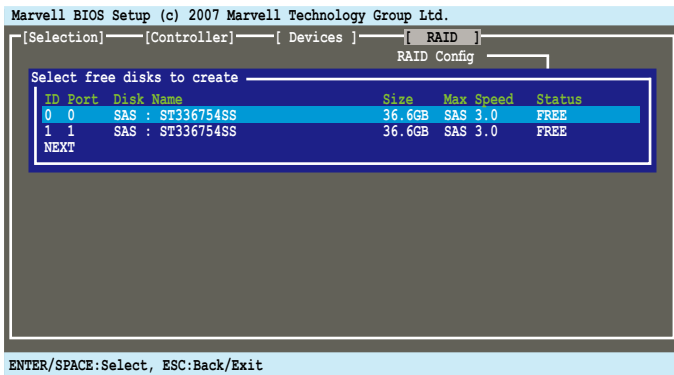 Marvell BIOS Setup (c) 2007 Marvell Technology Group Ltd.
[Selection] [Controller] [ Devices ] [ RAID ]
RAID Config
Select free disks to create
ID Port Disk Name Size Max Speed Status
0 0 SAS : ST336754SS 36.6GB SAS 3.0 FREE
1 1 SAS : ST336754SS 36.6GB SAS 3.0 FREE
NEXT
ENTER/SPACE:Select, ESC:Back/Exit